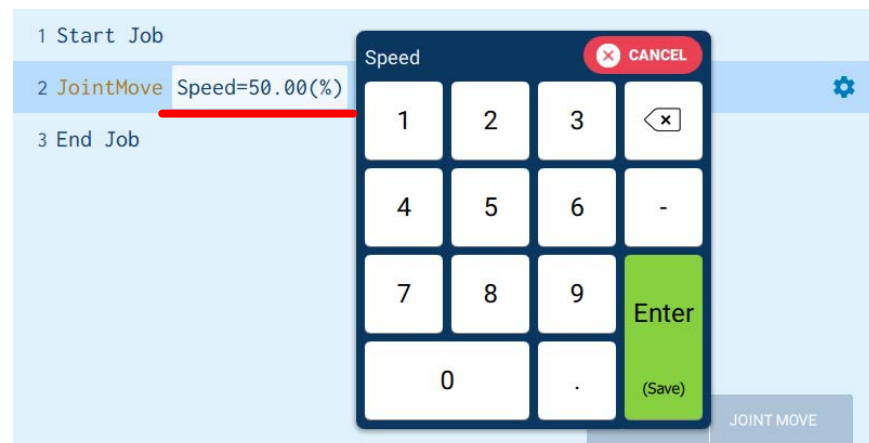 1 Start Job
2 JointMove Speed=50.00(%)
3 End Job
Speed CANCEL
1 2 3
4 5 6 -
7 8 9
Enter
0 . (Save)
JOINT MOVE